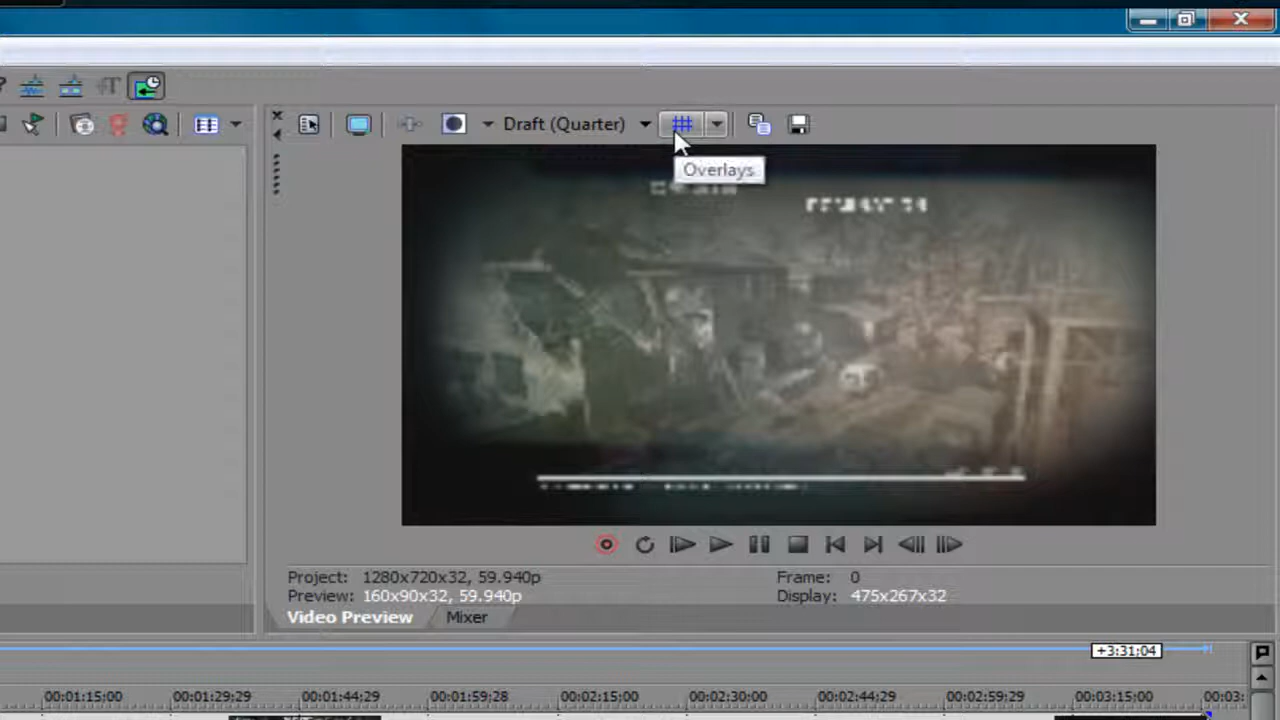 Draft (Quarter)
Overlays
Project: 1280x720x32, 59.940p
Frame: 0
Preview: 160x90x32, 59.940p
Display: 475x267x32
Video Preview
Mixer
+3:31;04
00:01:15;00 00:01:29;29 00:01:44;29 00:01:59;28 00:02:15;00 00:02:30;00 00:02:44;29 00:02:59;29 00:03:15;00 00:03: